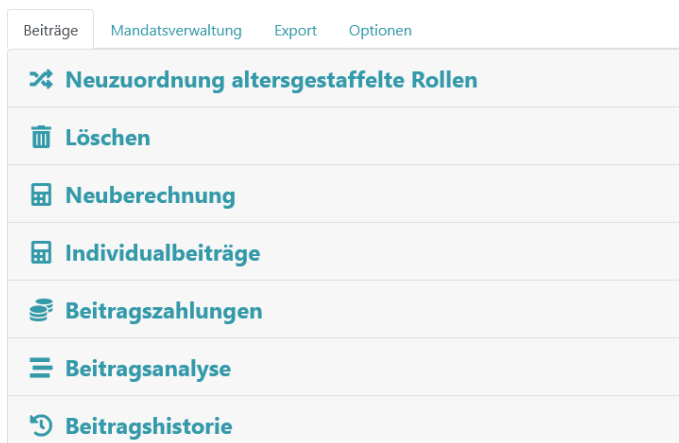 Beiträge Mandatsverwaltung Export Optionen
Neuzuordnung altersgestaffelte Rollen
Löschen
Neuberechnung
Individualbeiträge
Beitragszahlungen
Beitragsanalyse
Beitragshistorie